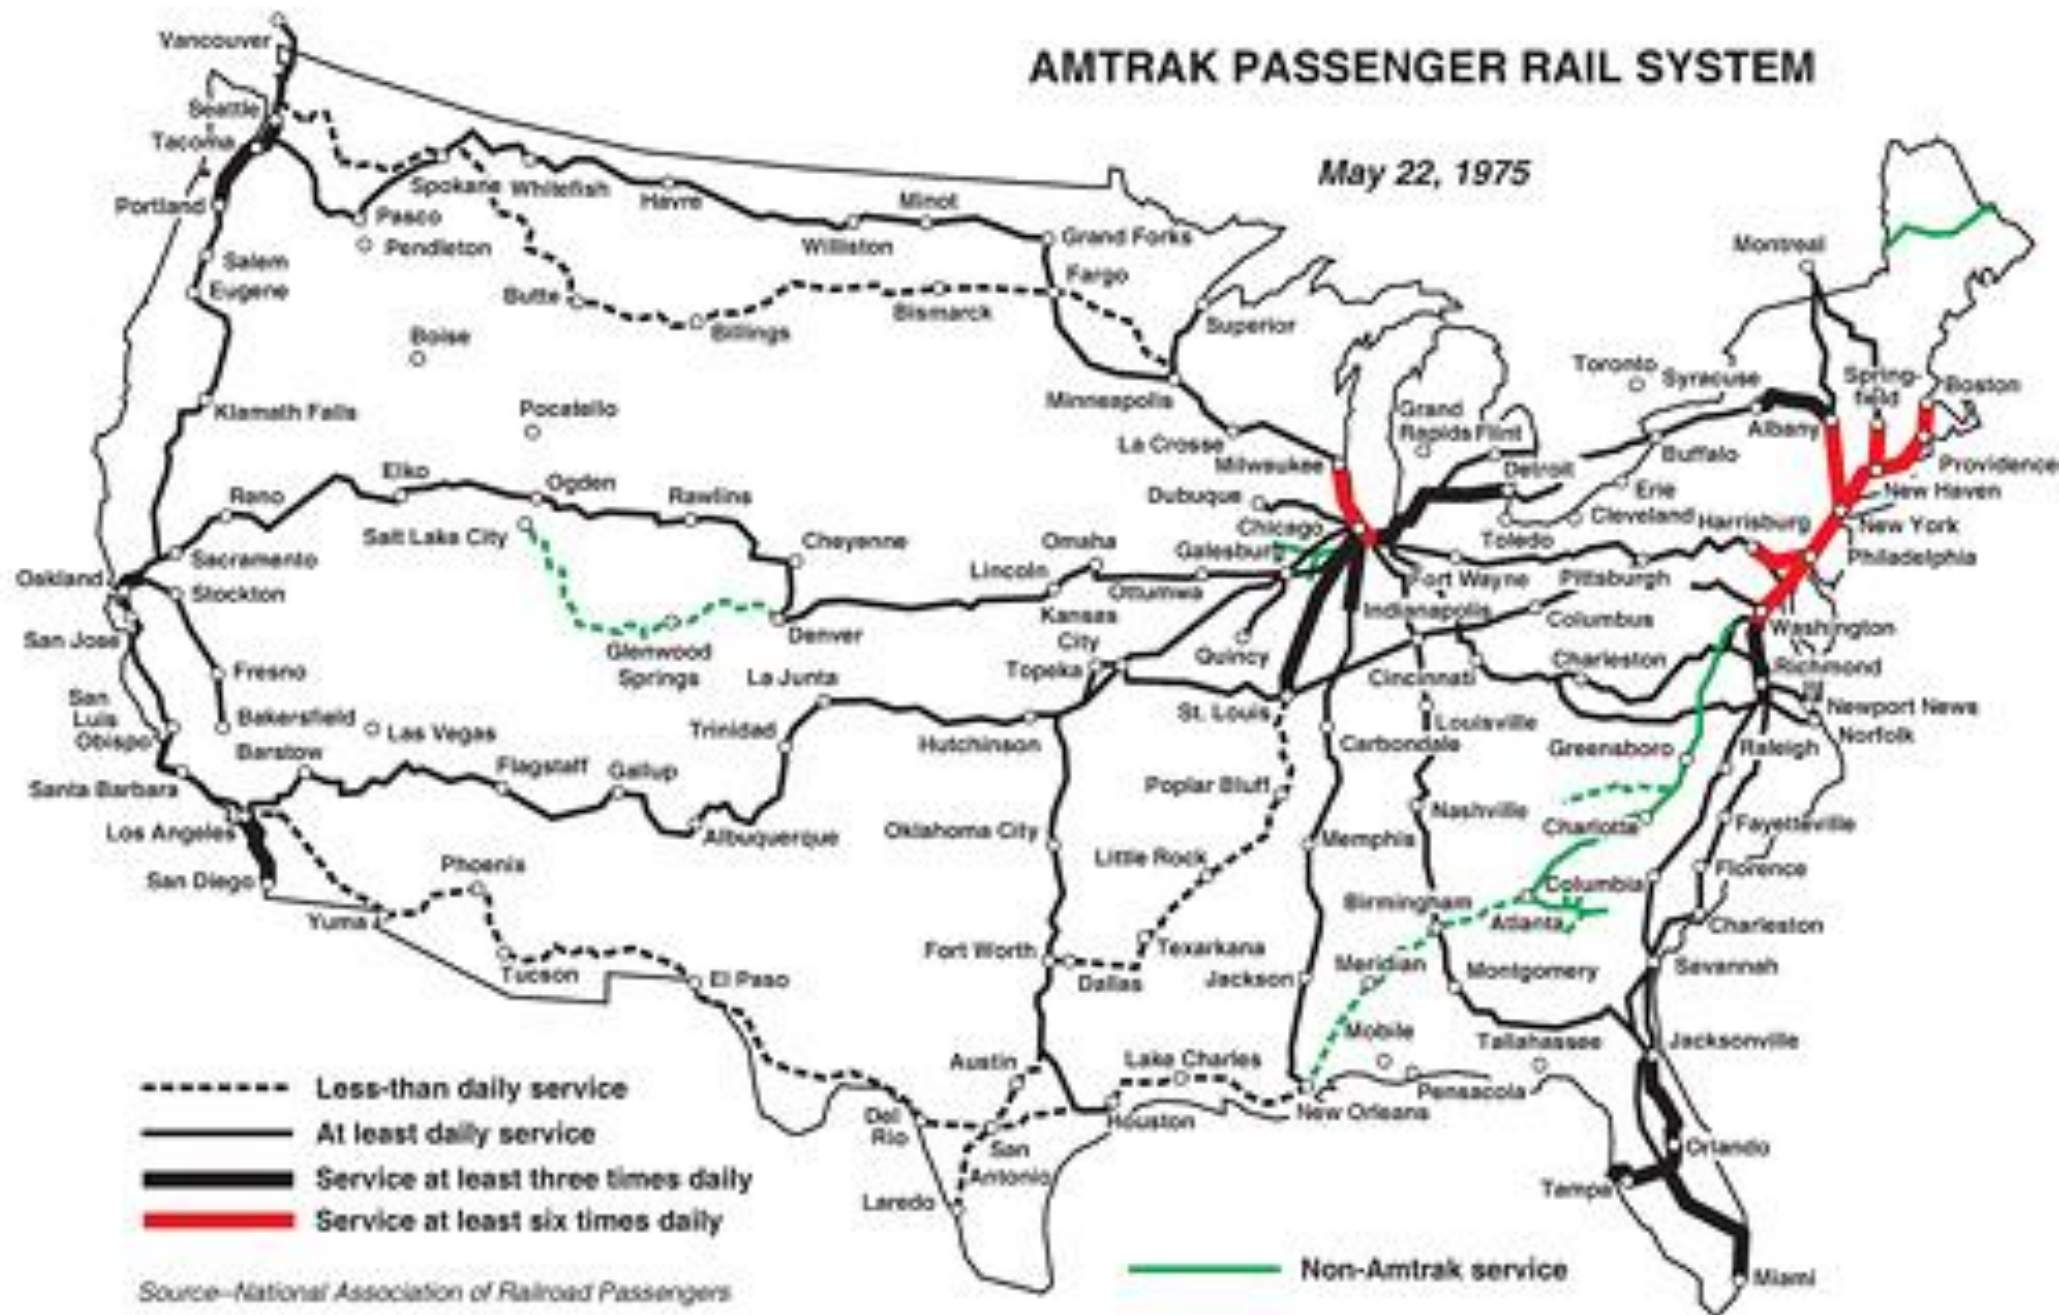 AMTRAK PASSENGER RAIL SYSTEM
May 22, 1975
Vancouver
Seattle
Tacoma
Portland
Spokane
Whitefish
Havre
Minot
Williston
Grand Forks
Pasco
Pendleton
Salem
Eugene
Fargo
Butte
Billings
Bismarck
Superior
Boise
Pocatello
Klamath Falls
Minneapolis
La Crosse
Milwaukee
Dubuque
Chicago
Galesburg
Grand
Rapids
Flint
Detroit
Montreal
Toronto
Syracuse
Spring-
field
Boston
Albany
Buffalo
Providence
Erie
New Haven
Cleveland
Harrisburg
New York
Toledo
Philadelphia
Elko
Ogden
Rawlins
Reno
Salt Lake City
Cheyenne
Omaha
Lincoln
Ottumwa
Fort Wayne
Pittsburgh
Sacramento
Oakland
Stockton
San Jose
Kansas
City
Indianapolis
Columbus
Washington
Denver
Glenwood
Springs
La Junta
Topeka
Quincy
Cincinnati
Charleston
Richmond
Fresno
San
Luis
Obispo
Bakersfield
Las Vegas
Trinidad
Hutchinson
St. Louis
Louisville
Newport News
Norfolk
Carbondale
Greensboro
Raleigh
Barstow
Flagstaff
Gallup
Santa Barbara
Poplar Bluff
Nashville
Los Angeles
Albuquerque
Oklahoma City
Memphis
Charlotte
Fayetteville
Little Rock
San Diego
Phoenix
Florence
Columbia
Birmingham
Atlanta
Yuma
Charleston
Fort Worth
Texarkana
Tucson
El Paso
Dallas
Jackson
Meridian
Montgomery
Savannah
Mobile
Tallahassee
Jacksonville
Austin
Lake Charles
Pensacola
New Orleans
Del
Rio
San
Antonio
Houston
Orlando
Laredo
Tampa
Miami
Less-than daily service
At least daily service
Service at least three times daily
Service at least six times daily
Non-Amtrak service
Source–National Association of Railroad Passengers